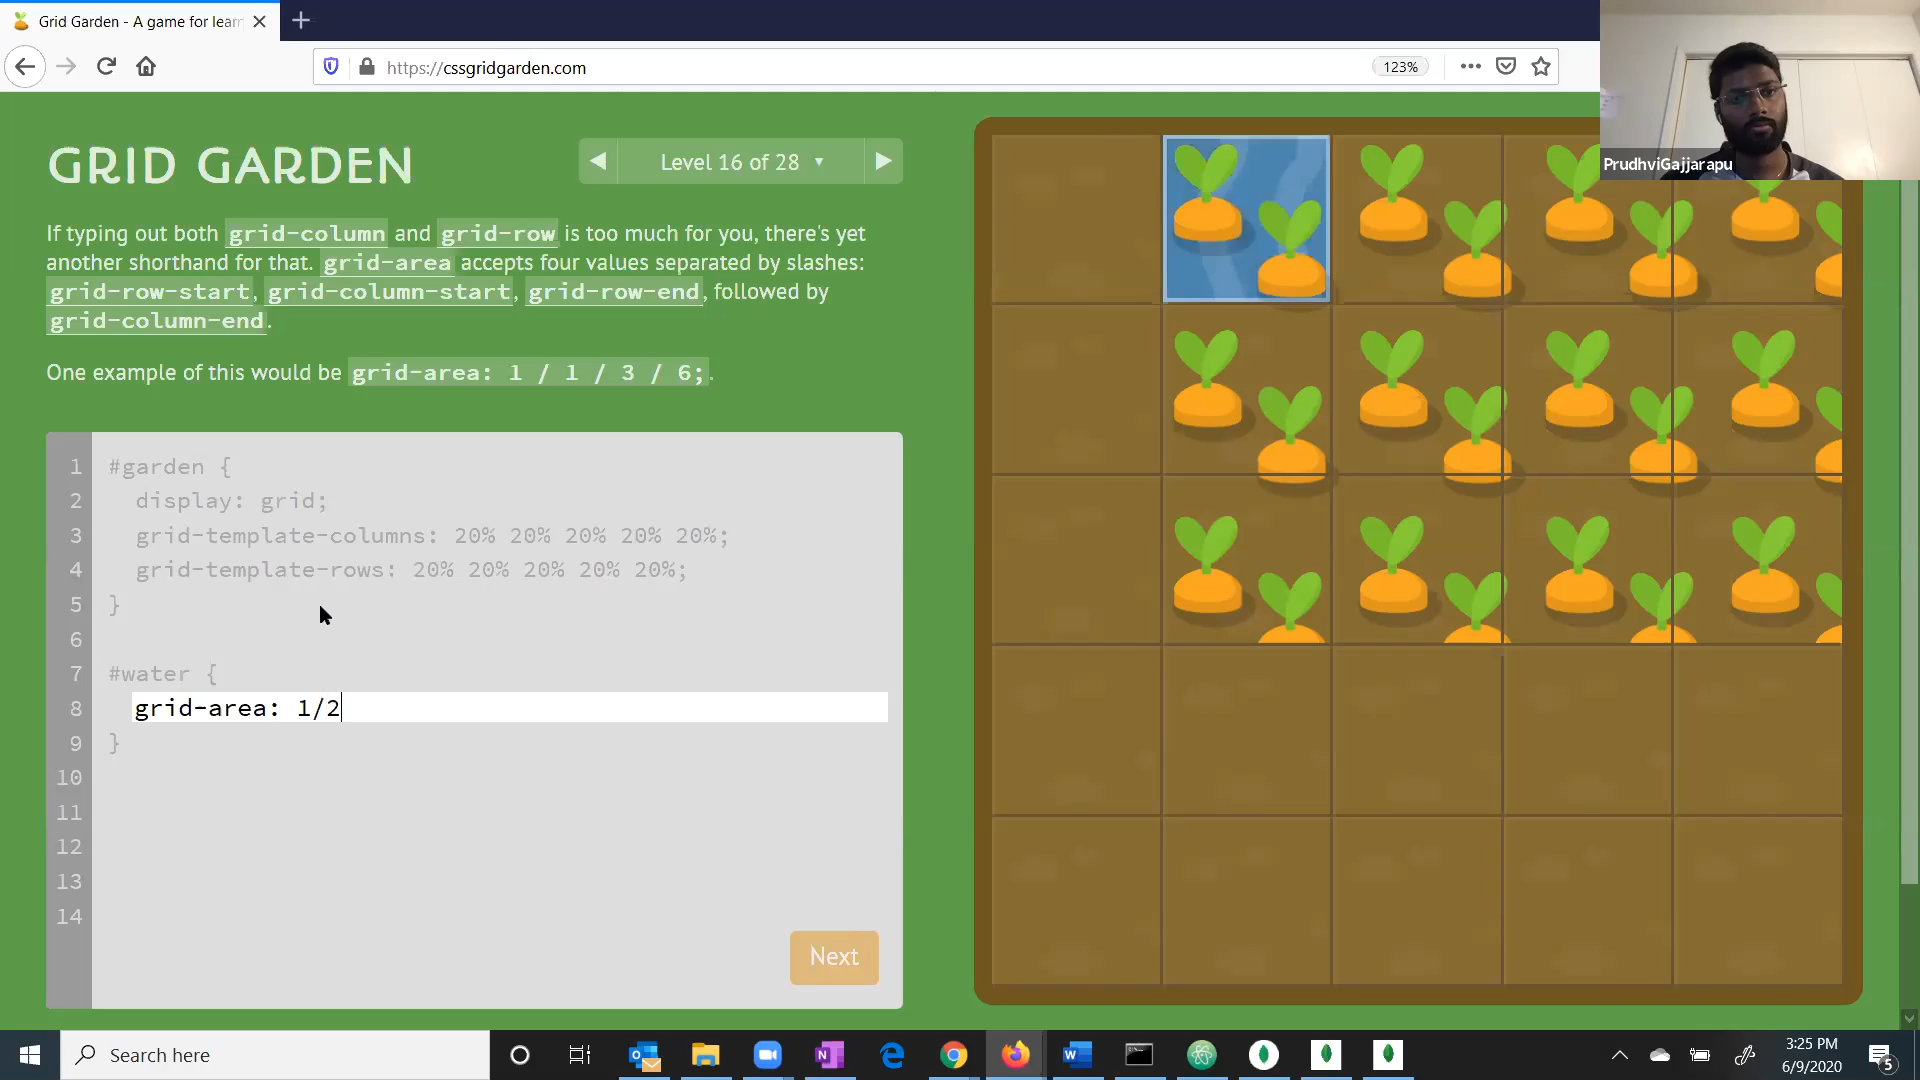 Grid Garden - A game for lear
https://cssgridgarden.com
123%
PrudhviGajjarapu
GRID GARDEN
Level 16 of 28
If typing out both grid-column and grid-row is too much for you, there's yet
another shorthand for that. grid-area accepts four values separated by slashes:
grid-row-start, grid-column-start, grid-row-end, followed by
grid-column-end.
One example of this would be grid-area: 1 / 1 / 3 / 6;.
1 #garden {
2 display: grid;
3 grid-template-columns: 20% 20% 20% 20% 20%;
4 grid-template-rows: 20% 20% 20% 20% 20%;
5 }
6
7 #water {
8 grid-area: 1/2
9 }
10
11
12
13
14
Next
Search here
3:25 PM
6/9/2020
5